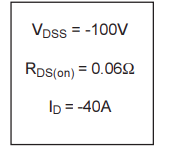 VDSS = -100V
RDS(on) = 0.06Ω
ID = -40A